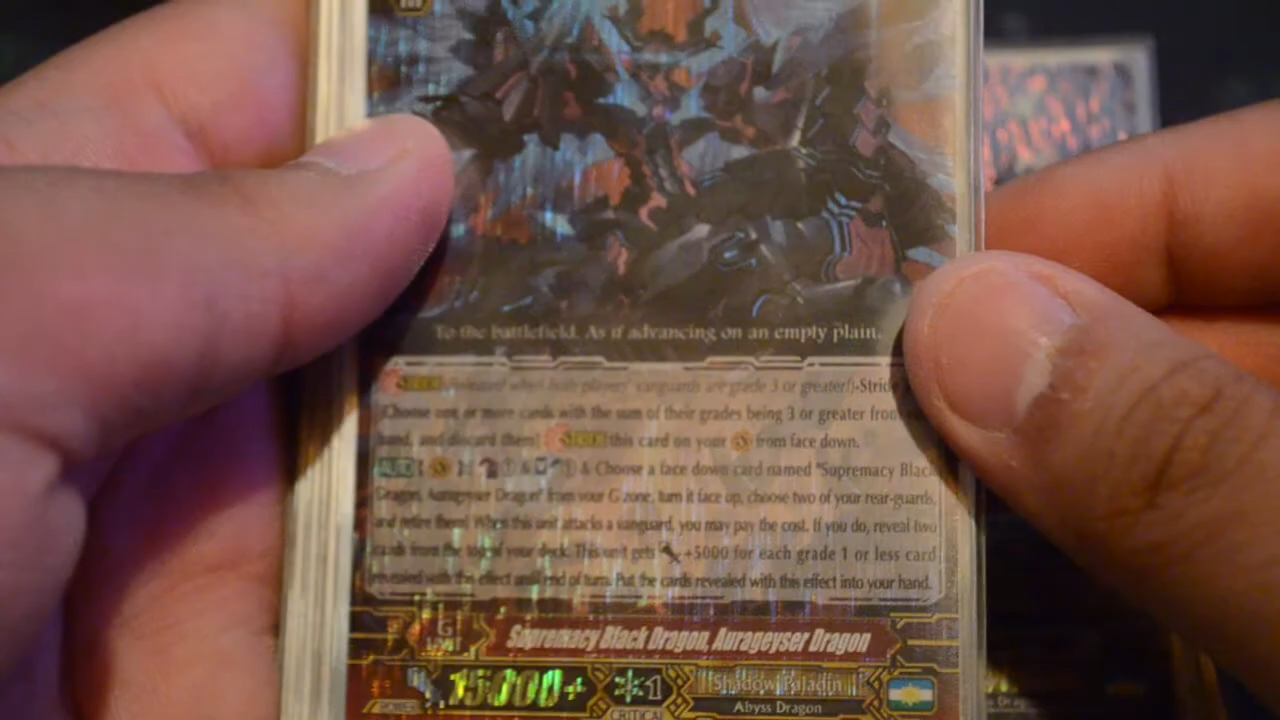 To the battlefield. As if advancing on an empty plain.
STRIDE (Released when both players' vanguards are grade 3 or greater!)-Stride
(Choose one or more cards with the sum of their grades being 3 or greater from
hand, and discard them) STRIDE this card on your from face down.
AUTO & Choose a face down card named "Supremacy Black
Dragon, Aurageyser Dragon" from your G zone, turn it face up, choose two of your rear-guards,
and retire them] When this unit attacks a vanguard, you may pay the cost. If you do, reveal two
cards from the top of your deck. This unit gets +5000 for each grade 1 or less card
revealed with this effect until end of turn. Put the cards revealed with this effect into your hand.
G
UNIT
Supremacy Black Dragon, Aurageyser Dragon
POWER 15000+ 1
CRITICAL
Shadow Paladin
Abyss Dragon